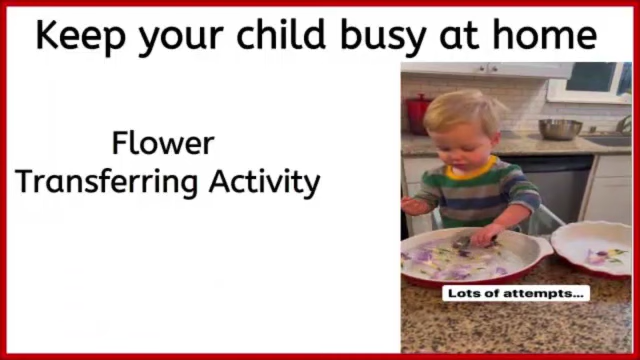 Keep your child busy at home
Flower
Transferring Activity
Lots of attempts...